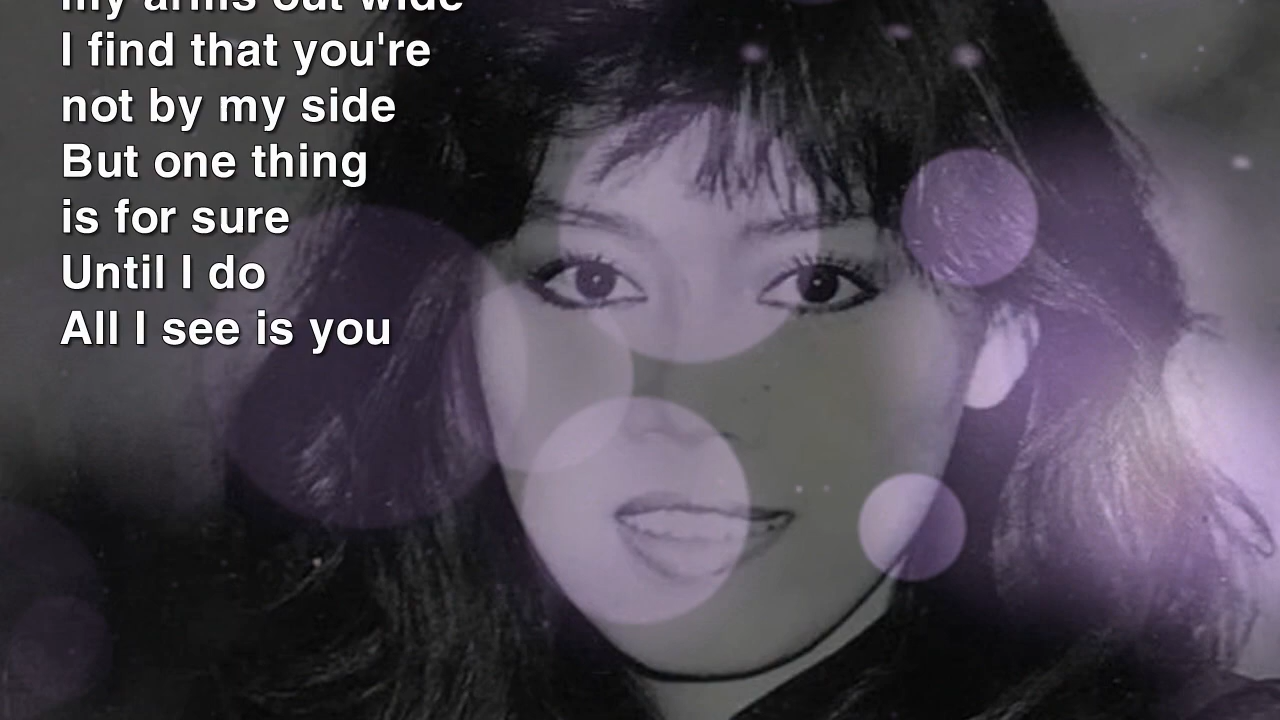 my arms out wide
I find that you're
not by my side
But one thing
is for sure
Until I do
All I see is you